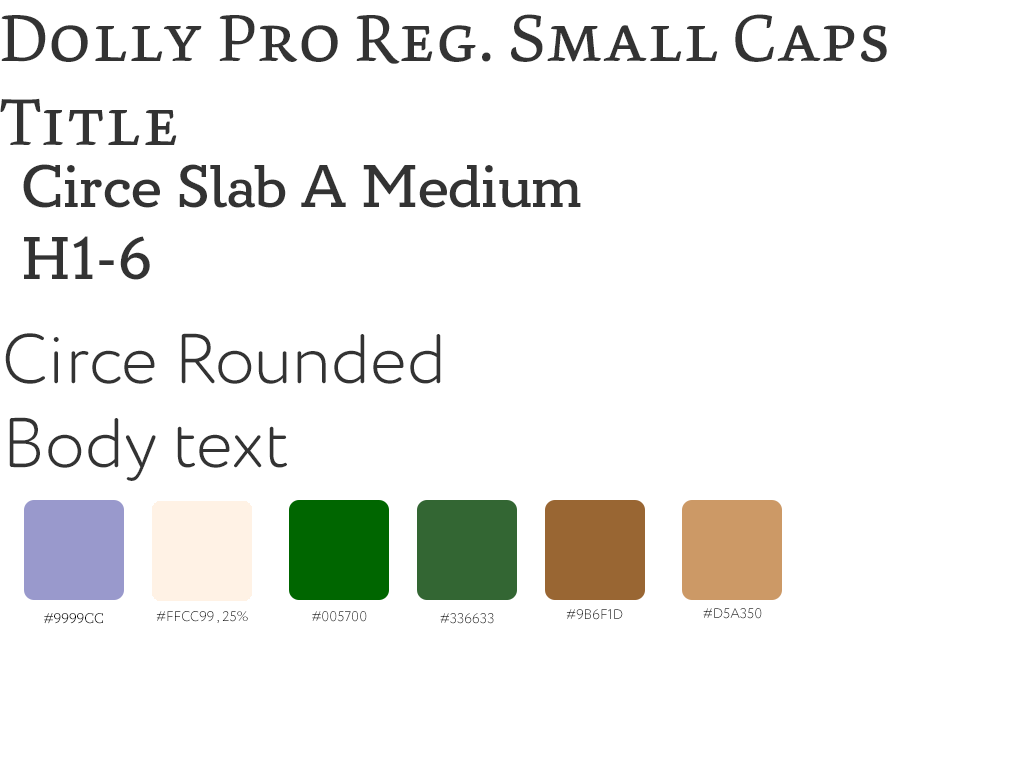 Dolly Pro Reg. Small Caps
Title
Circe Slab A Medium
H1-6
Circe Rounded
Body text
#9999CC
#FFCC99 , 25%
#005700
#336633
#9B6F1D
#D5A350